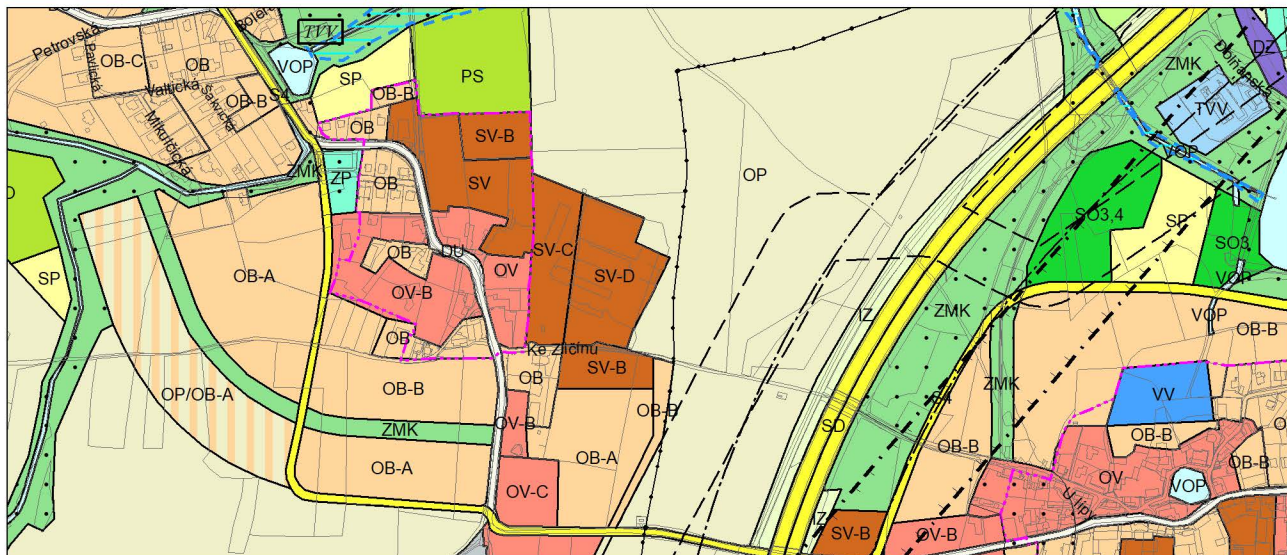 Petrovská
Pavlická
OB-C
OB
Valtická
Šakvická
OB-B
S4
Mikulčická
TVV
VOP
SP
PS
OB-B
OB
SV-B
ZMK
ZP
OB
SV
OP
ZMK
DZ
TVV
VOP
SO3,4
SP
SO3
VOP
SP
OB-A
OB
DU
OV
SV-C
SV-D
OV-B
IZ
ZMK
VOP
OB-B
OB
Ke Zličínu
OP/OB-A
OB-B
OB
SV-B
OB-B
ZMK
S4
VV
ZMK
OV-B
SD
OB-B
OB-B
OB-A
OB-A
OV
OB-B
OV-C
U lípy
VOP
IZ
SV-B
OV-B